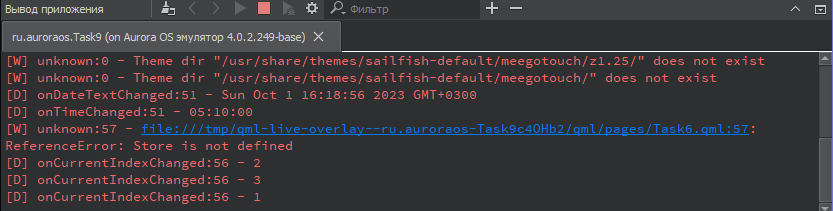 Вывод приложения
Фильтр
ru.auroraos.Task9 (on Aurora OS эмулятор 4.0.2.249-base)
[W] unknown:0 - Theme dir "/usr/share/themes/sailfish-default/meegotouch/z1.25/" does not exist
[W] unknown:0 - Theme dir "/usr/share/themes/sailfish-default/meegotouch/" does not exist
[D] onDateTextChanged:51 - Sun Oct 1 16:18:56 2023 GMT+0300
[D] onTimeChanged:51 - 05:10:00
[W] unknown:57 - file:///tmp/qml-live-overlay--ru.auroraos-Task9c4OHb2/qml/pages/Task6.qml:57:
ReferenceError: Store is not defined
[D] onCurrentIndexChanged:56 - 2
[D] onCurrentIndexChanged:56 - 3
[D] onCurrentIndexChanged:56 - 1